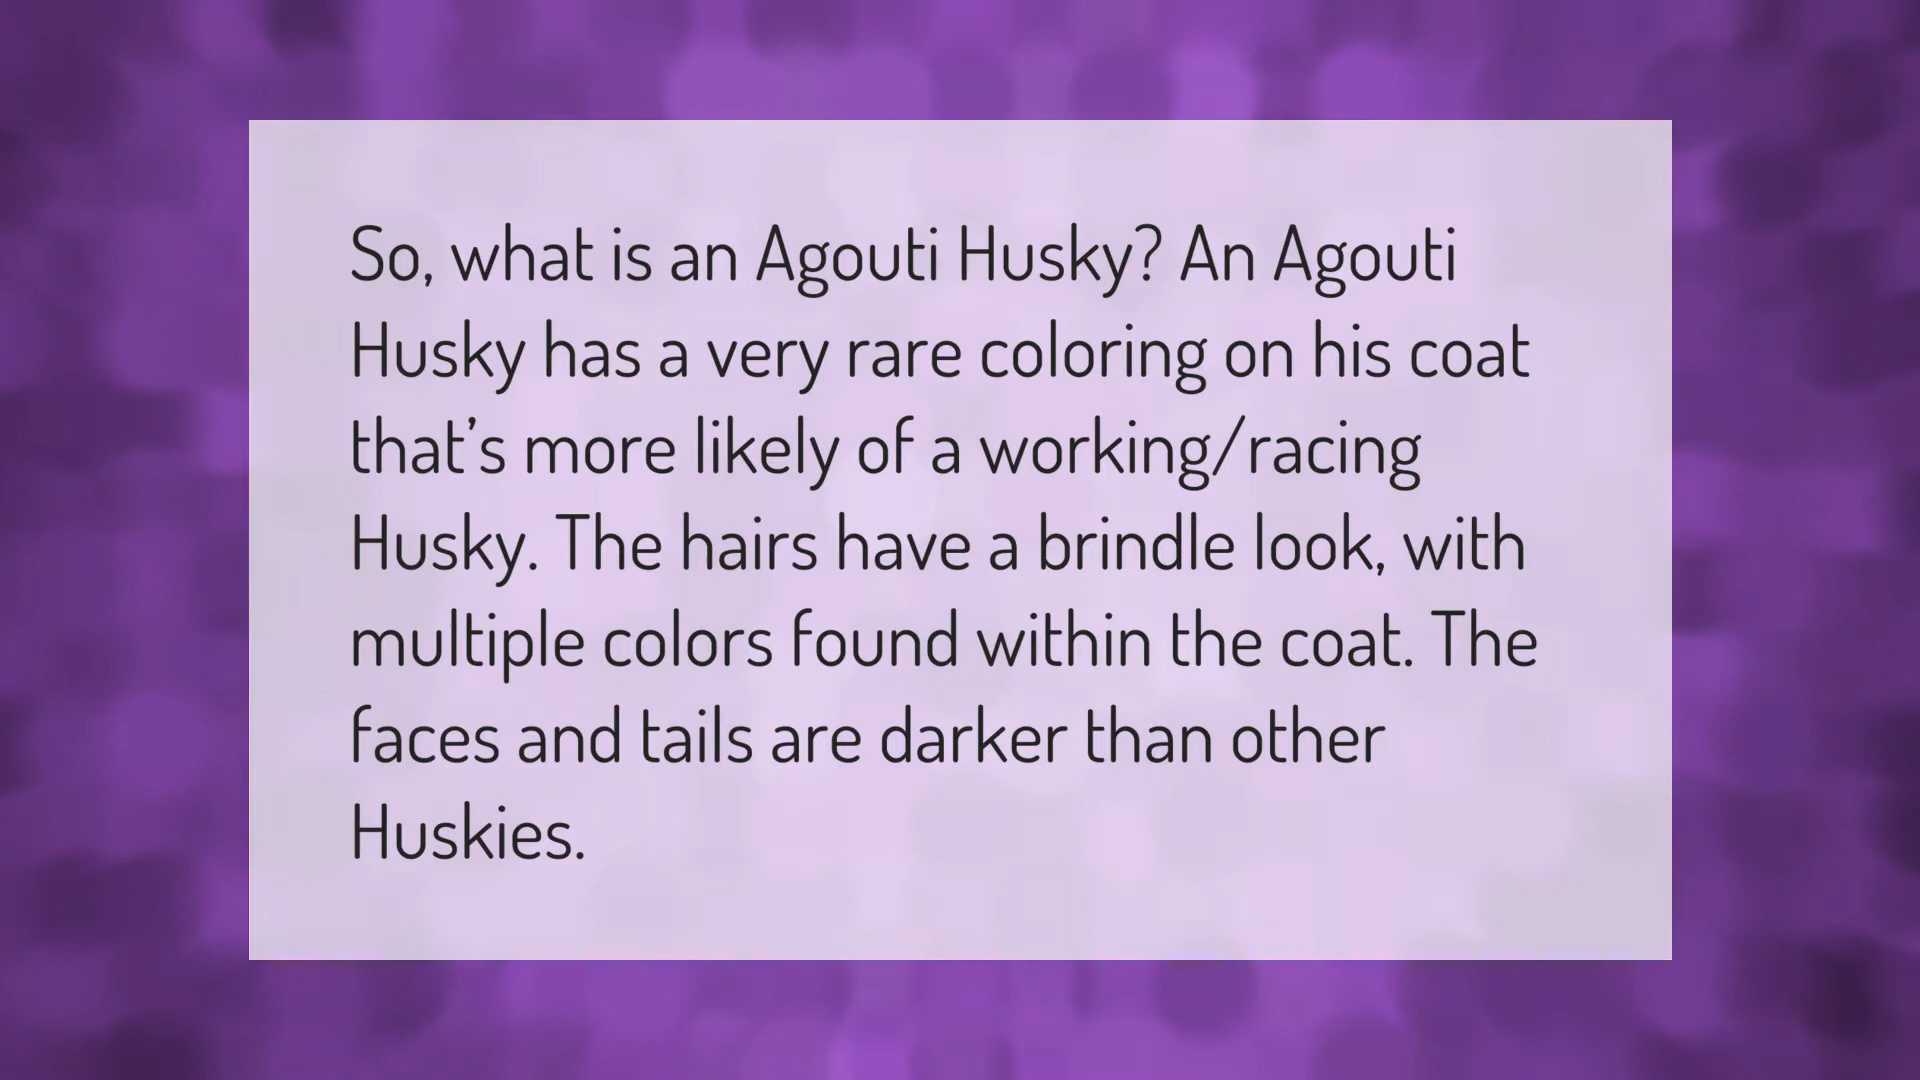 So, what is an Agouti Husky? An Agouti
Husky has a very rare coloring on his coat
that’s more likely of a working/racing
Husky. The hairs have a brindle look, with
multiple colors found within the coat. The
faces and tails are darker than other
Huskies.